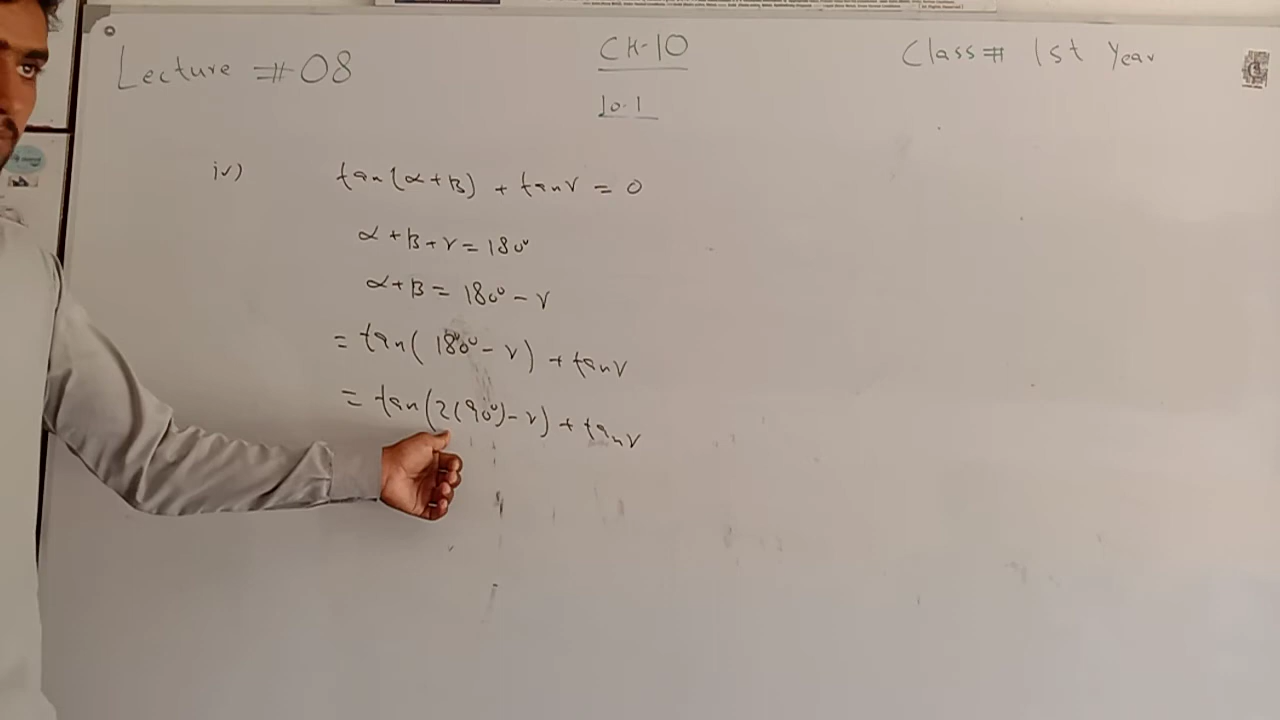 Lecture # 08
CH-10
Class # 1st Year
10.1
iv) tan(α+β) + tanγ = 0
α+β+γ = 180°
α+β = 180° - γ
= tan(180° - γ) + tanγ
= tan(2(90°) - γ) + tanγ